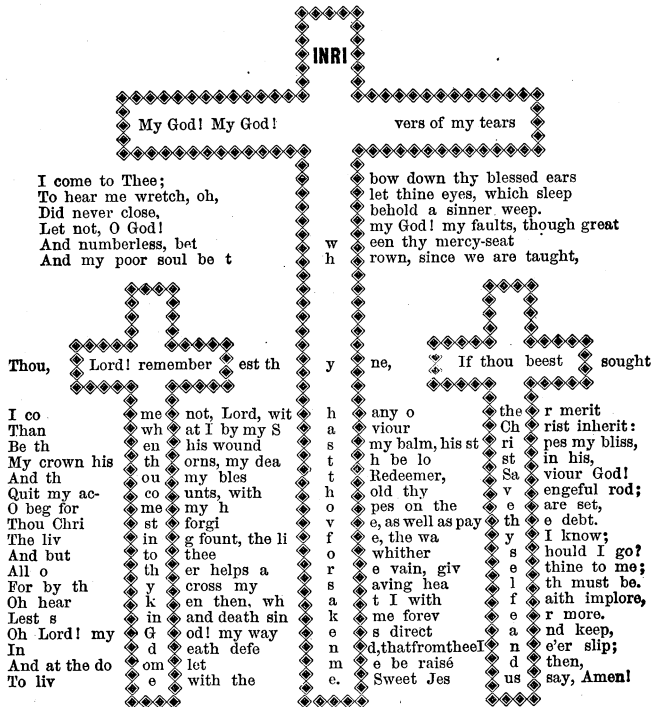 INRI
My God! My God! vers of my tears
I come to Thee; bow down thy blessed ears
To hear me wretch, oh, let thine eyes, which sleep
Did never close, behold a sinner weep.
Let not, O God! my God! my faults, though great
And numberless, bet w een thy mercy-seat
And my poor soul be t h rown, since we are taught,
Thou, Lord! remember est th y ne, If thou beest sought
I co me not, Lord, wit h any o the r merit
Than wh at I by my S a viour Ch rist inherit:
Be th en his wound s my balm, his st ri pes my bliss,
My crown his th orns, my dea t h be lo st in his,
And th ou my bles t Redeemer, Sa viour God!
Quit my ac- co unts, with h old thy v engeful rod;
O beg for me my h o pes on the e are set,
Thou Chri st forgi v e, as well as pay th e debt.
The liv in g fount, the li f e, the wa y I know;
And but to thee o whither s hould I go?
All o th er helps a r e vain, giv e thine to me;
For by th y cross my s aving hea l th must be.
Oh hear k en then, wh a t I with f aith implore,
Lest s in and death sin k me forev e r more.
Oh Lord! my G od! my way e s direct a nd keep,
In d eath defe n d,thatfromtheeI n e'er slip;
And at the do om let m e be raisé d then,
To liv e with the e. Sweet Jes us say, Amen!